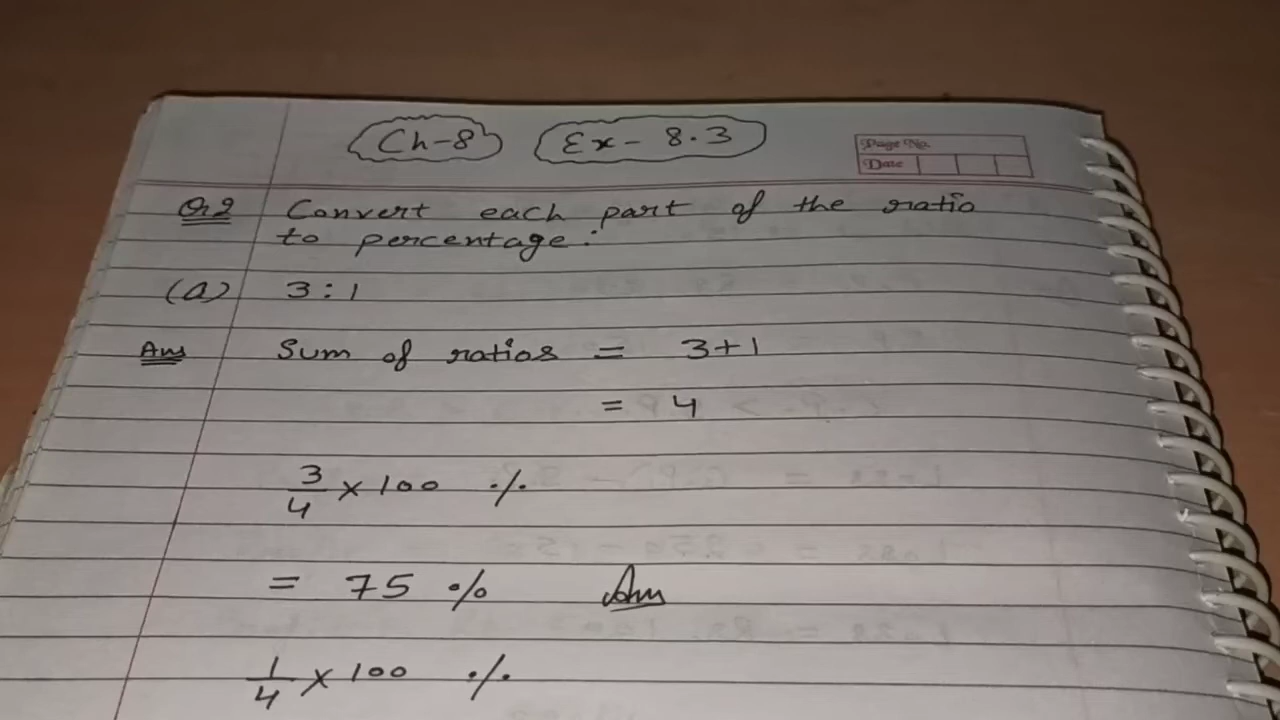 Ch-8 Ex- 8.3
Page No.
Date
Q2 Convert each part of the ratio
to percentage:
(a) 3:1
Ans Sum of ratios = 3+1
= 4
3/4 × 100 %
= 75 % Ans
1/4 × 100 %